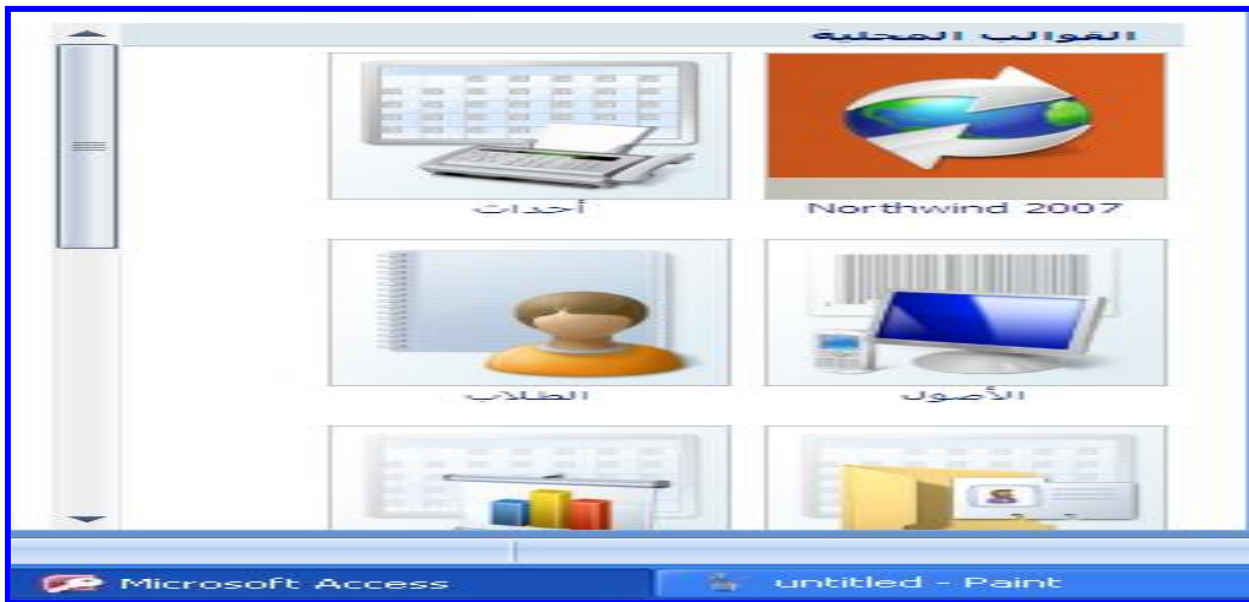 القوالب المحلية
Northwind 2007
أحداث
الأصول
الطلاب
Microsoft Access
untitled - Paint